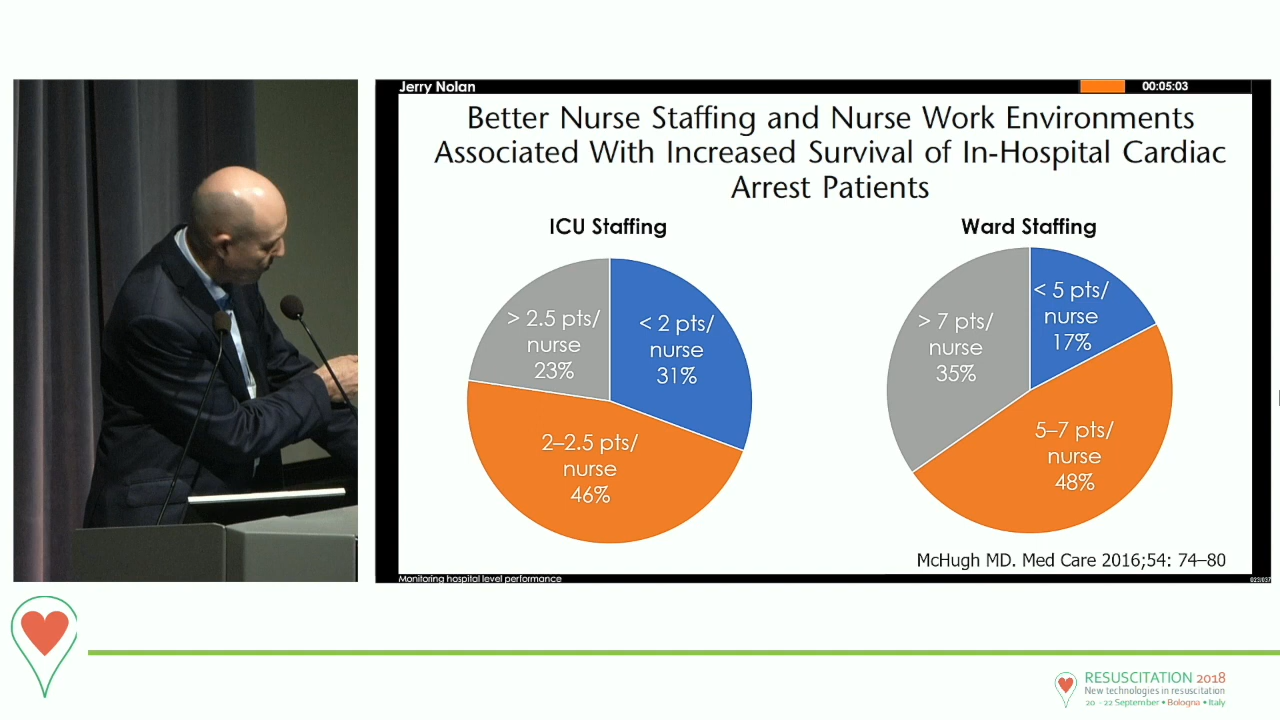 Jerry Nolan
00:05:03
Better Nurse Staffing and Nurse Work Environments
Associated With Increased Survival of In-Hospital Cardiac
Arrest Patients
ICU Staffing
> 2.5 pts/
nurse
23%
< 2 pts/
nurse
31%
2–2.5 pts/
nurse
46%
Ward Staffing
> 7 pts/
nurse
35%
< 5 pts/
nurse
17%
5–7 pts/
nurse
48%
McHugh MD. Med Care 2016;54: 74–80
Monitoring hospital level performance
023/037
RESUSCITATION 2018
New technologies in resuscitation
20 - 22 September • Bologna • Italy